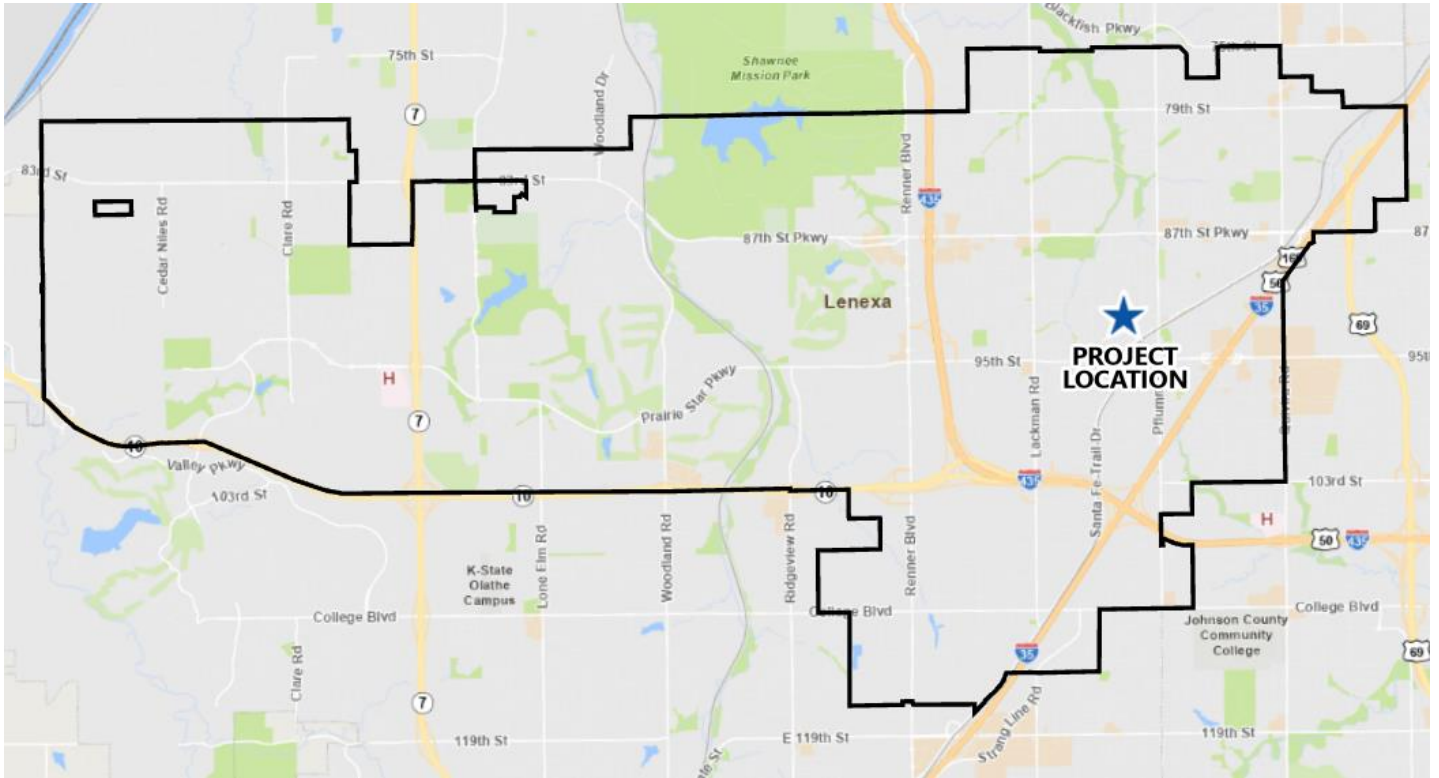 Blackfish Pkwy
75th St
75th St
Shawnee
Mission Park
Woodland Dr
7
79th St
83rd St
83rd St
Renner Blvd
435
Cedar Niles Rd
Clare Rd
87th St Pkwy
87th St Pkwy
87
50
Lenexa
35
69
PROJECT
LOCATION
95th St
95th
H
Prairie Star Pkwy
7
Lackman Rd
Santa Fe-Trail-Dr
10
Valley Pkwy
103rd St
10
10
435
103rd St
H
50
435
Lone Elm Rd
Woodland Rd
Ridgeview Rd
Renner Blvd
K-State
Olathe
Campus
College Blvd
College Blvd
College Blvd
Johnson County
Community
College
Clare Rd
35
69
7
Strang Line Rd
119th St
E 119th St
119th St